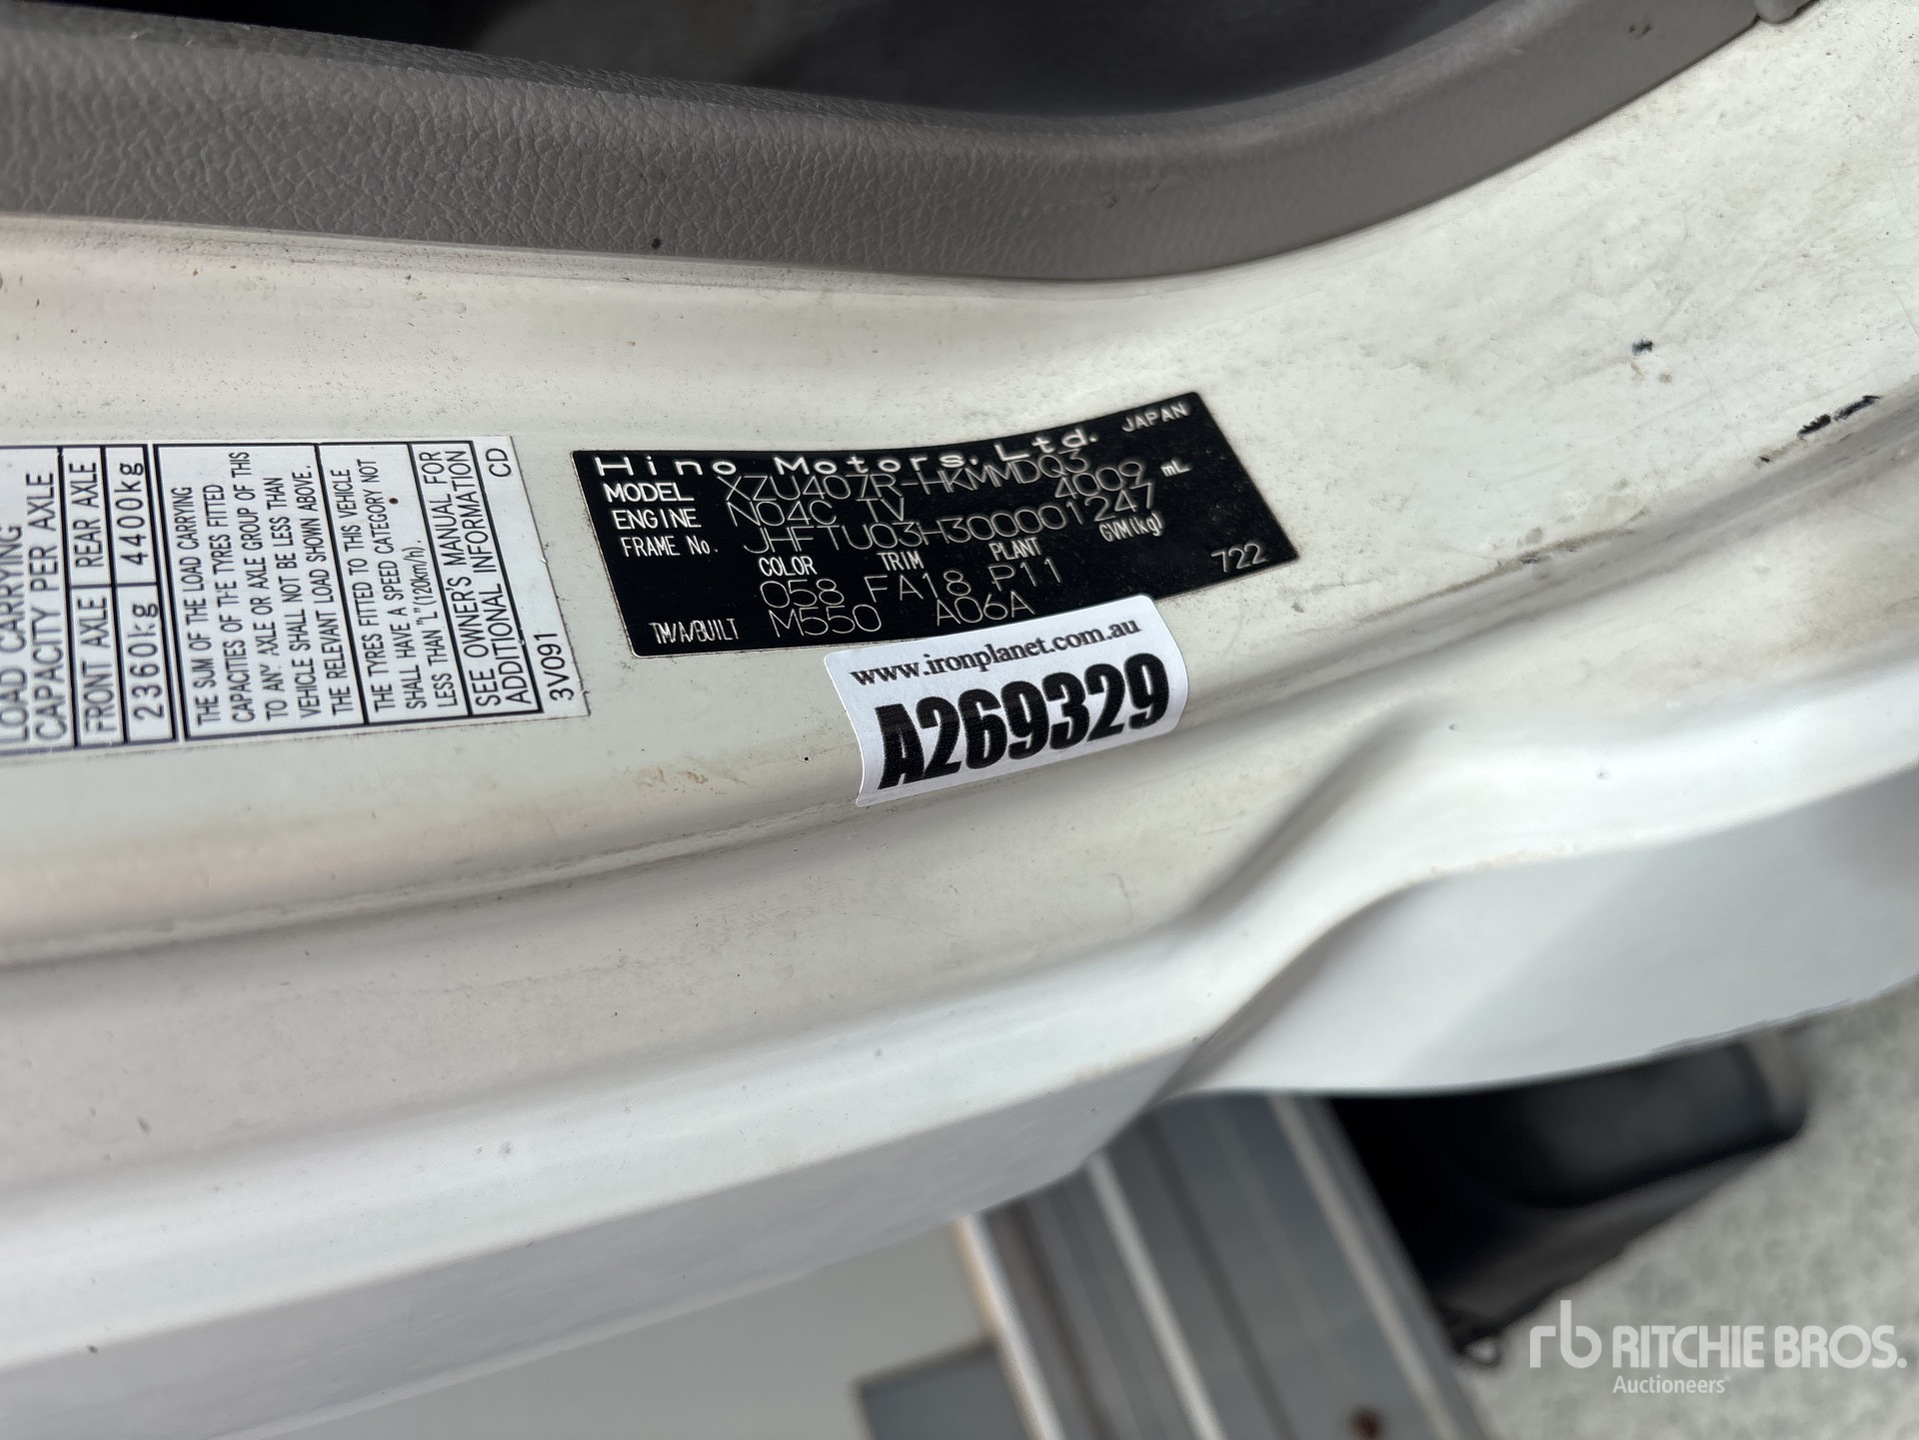 LOAD CARRYING
CAPACITY PER AXLE
FRONT AXLE REAR AXLE
2360kg 4400kg
THE SUM OF THE LOAD CARRYING
CAPACITIES OF THE TYRES FITTED
TO ANY AXLE OR AXLE GROUP OF THIS
VEHICLE SHALL NOT BE LESS THAN
THE RELEVANT LOAD SHOWN ABOVE.
THE TYRES FITTED TO THIS VEHICLE
SHALL HAVE A SPEED CATEGORY NOT
LESS THAN "L" (120km/h).
SEE OWNER'S MANUAL FOR
ADDITIONAL INFORMATION
3V091 CD
Hino Motors, Ltd. JAPAN
MODEL XZU407R-HKMMDQ3
ENGINE N04C TV 4009 mL
FRAME No. JHFTU03H300001247
COLOR TRIM PLANT GVM(kg)
058 FA18 P11 722
TM/A/BUILT M550 A06A
www.ironplanet.com.au
A269329
rb RITCHIE BROS.
Auctioneers